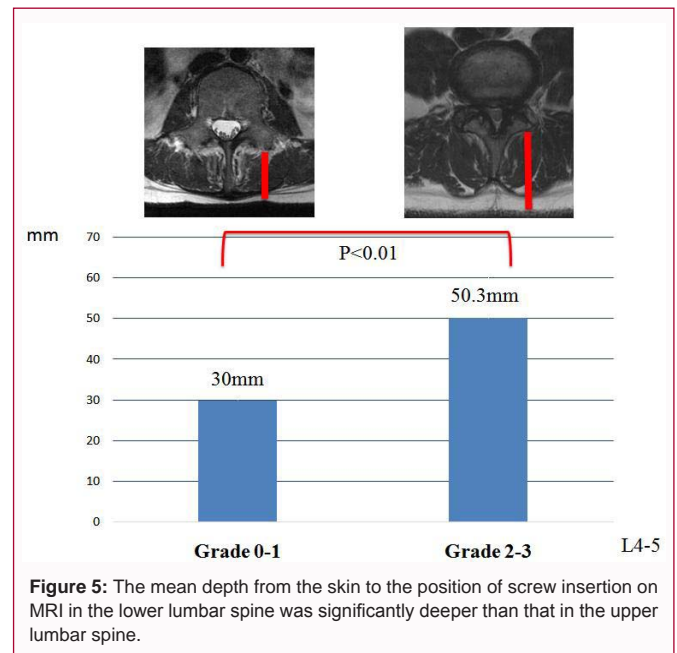 mm
70
P<0.01
60
50.3mm
50
40
30mm
30
20
10
0
Grade 0-1
Grade 2-3
L4-5
Figure 5: The mean depth from the skin to the position of screw insertion on
MRI in the lower lumbar spine was significantly deeper than that in the upper
lumbar spine.